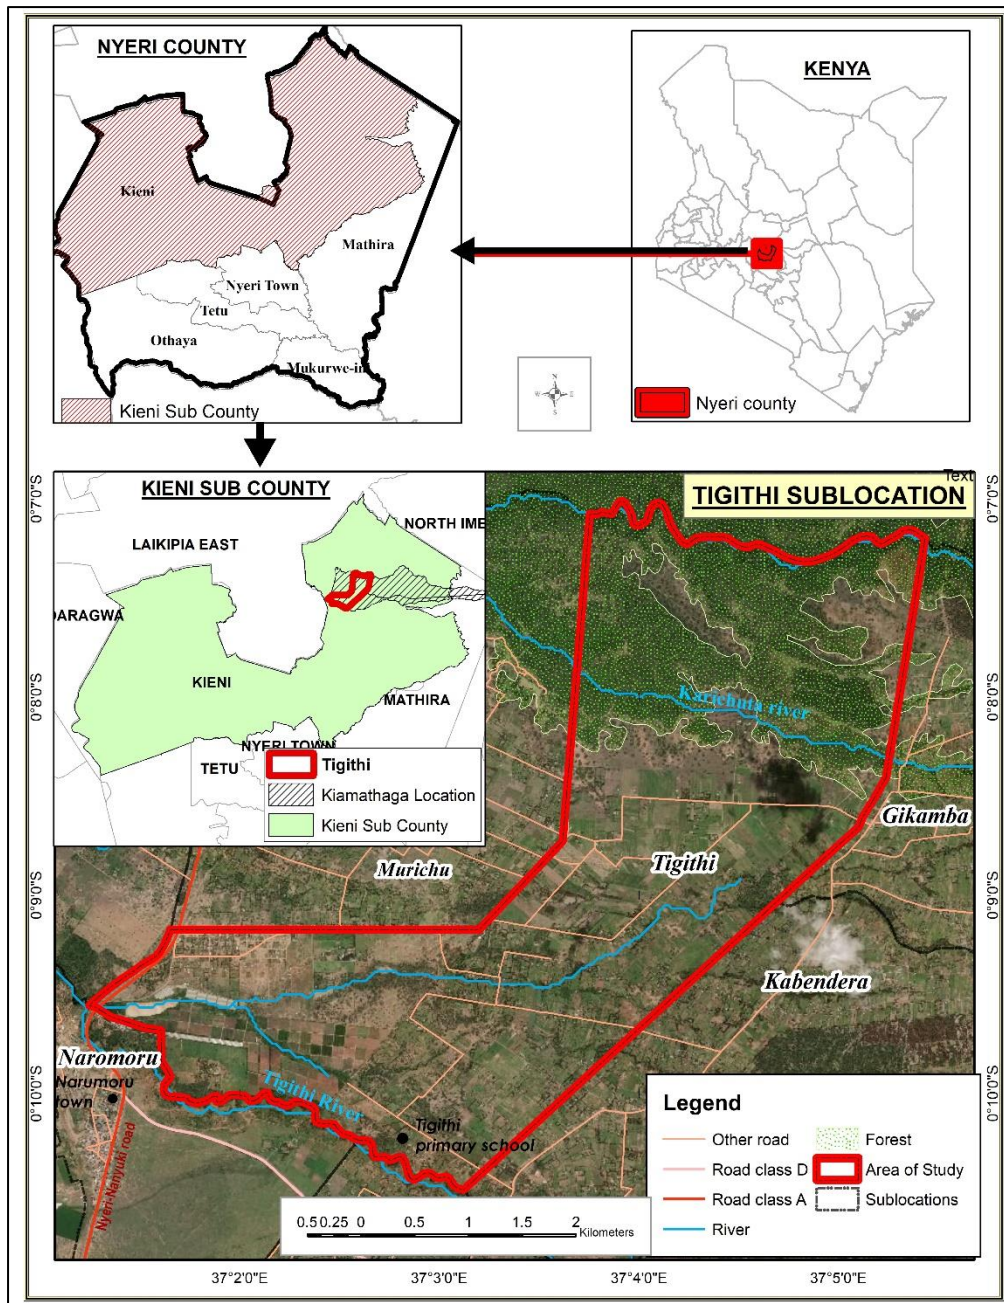 NYERI COUNTY
Kieni
Mathira
Nyeri Town
Tetu
Othaya
Mukurwe-in
Kieni Sub County
KENYA
Nyeri county
N
W E
S
KIENI SUB COUNTY
NORTH IME
LAIKIPIA EAST
DARAGWA
KIENI
MATHIRA
NYERI TOWN
TETU
Tigithi
Kiamathaga Location
Kieni Sub County
Text
TIGITHI SUBLOCATION
0°7'0"S
0°8'0"S
0°9'0"S
0°10'0"S
0°7'0"S
0°8'0"S
0°9'0"S
0°10'0"S
Karichuta river
Gikamba
Murichu
Tigithi
Kabendera
Naromoru
Narumoru
town
Tigithi River
Tigithi
primary school
Nyeri-Nanyuki road
Legend
Other road
Road class D
Road class A
River
Forest
Area of Study
Sublocations
0.5 0.25 0 0.5 1 1.5 2
Kilometers
37°2'0"E 37°3'0"E 37°4'0"E 37°5'0"E